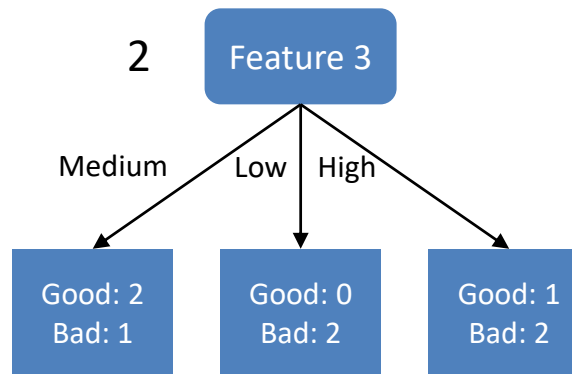 2
Feature 3
Medium
Low
High
Good: 2
Bad: 1
Good: 0
Bad: 2
Good: 1
Bad: 2